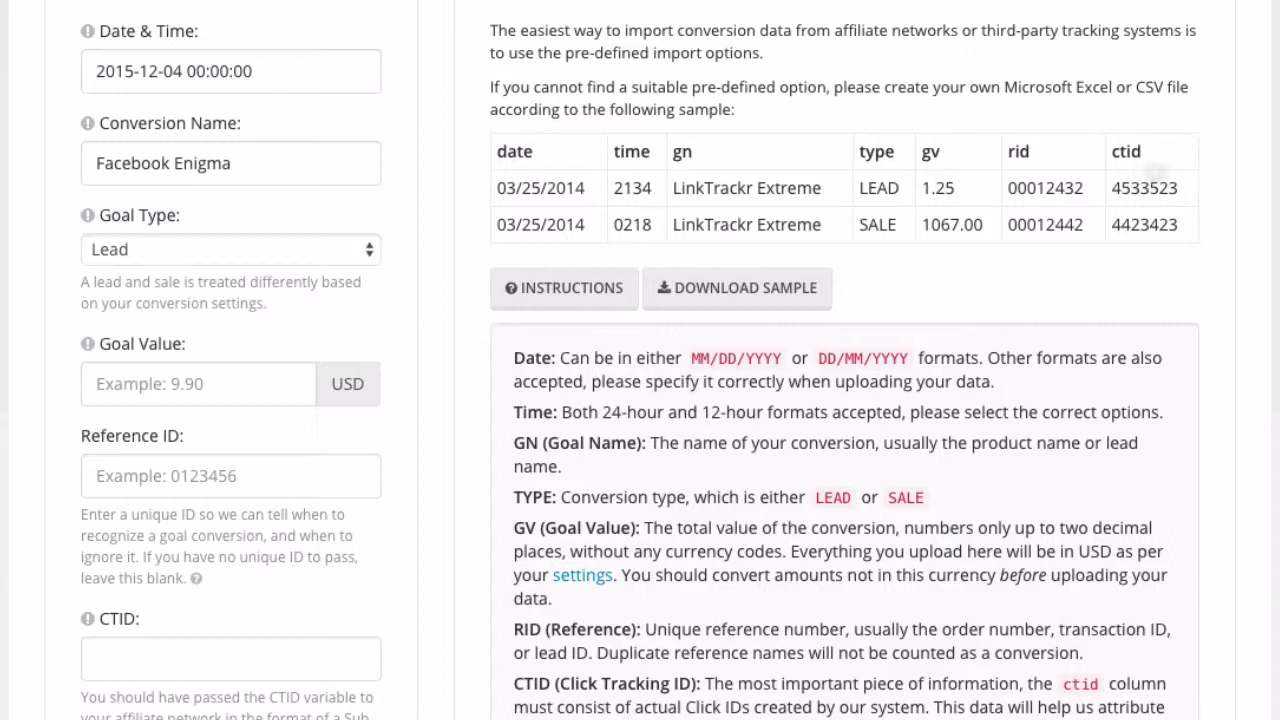 Date & Time:
2015-12-04 00:00:00
Conversion Name:
Facebook Enigma
Goal Type:
Lead
A lead and sale is treated differently based
on your conversion settings.
Goal Value:
Example: 9.90 USD
Reference ID:
Example: 0123456
Enter a unique ID so we can tell when to
recognize a goal conversion, and when to
ignore it. If you have no unique ID to pass,
leave this blank.
CTID:
You should have passed the CTID variable to
your affiliate network in the format of a Sub
The easiest way to import conversion data from affiliate networks or third-party tracking systems is
to use the pre-defined import options.
If you cannot find a suitable pre-defined option, please create your own Microsoft Excel or CSV file
according to the following sample:
date time gn type gv rid ctid
03/25/2014 2134 LinkTrackr Extreme LEAD 1.25 00012432 4533523
03/25/2014 0218 LinkTrackr Extreme SALE 1067.00 00012442 4423423
INSTRUCTIONS DOWNLOAD SAMPLE
Date: Can be in either MM/DD/YYYY or DD/MM/YYYY formats. Other formats are also
accepted, please specify it correctly when uploading your data.
Time: Both 24-hour and 12-hour formats accepted, please select the correct options.
GN (Goal Name): The name of your conversion, usually the product name or lead
name.
TYPE: Conversion type, which is either LEAD or SALE
GV (Goal Value): The total value of the conversion, numbers only up to two decimal
places, without any currency codes. Everything you upload here will be in USD as per
your settings. You should convert amounts not in this currency before uploading your
data.
RID (Reference): Unique reference number, usually the order number, transaction ID,
or lead ID. Duplicate reference names will not be counted as a conversion.
CTID (Click Tracking ID): The most important piece of information, the ctid column
must consist of actual Click IDs created by our system. This data will help us attribute